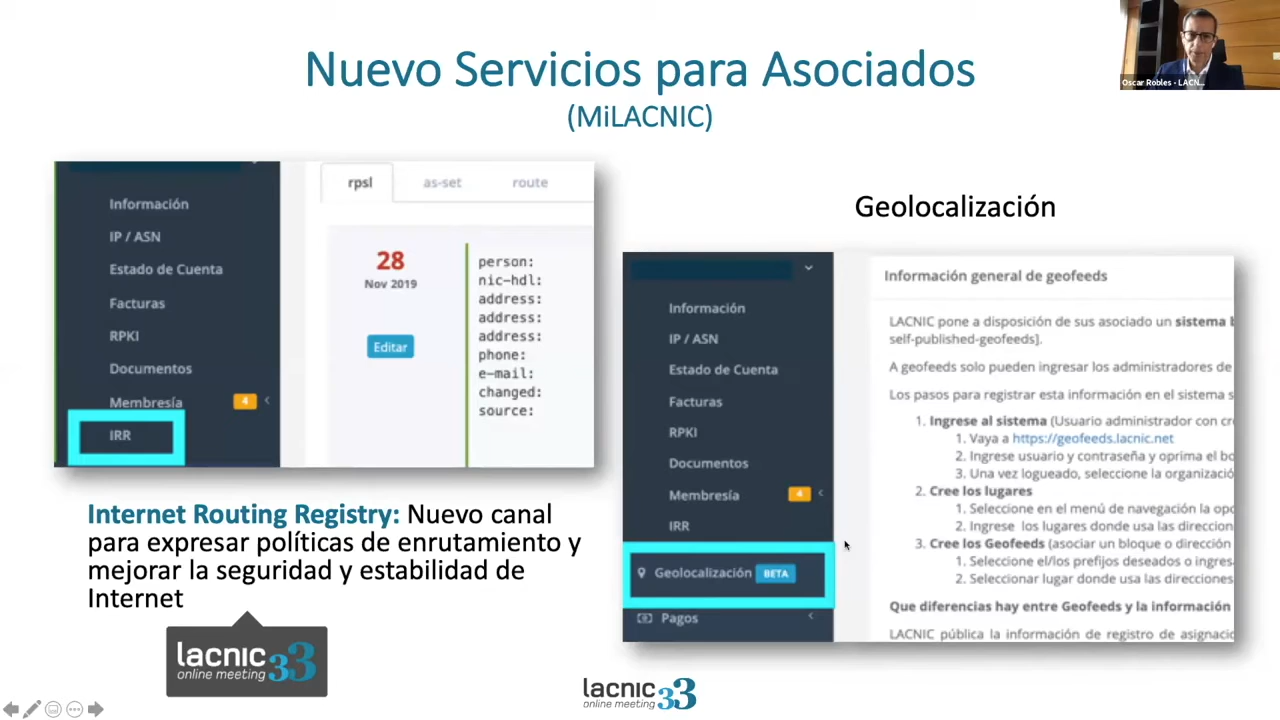 Nuevo Servicios para Asociados
(MiLACNIC)
Oscar Robles - LACN...
Información
IP / ASN
Estado de Cuenta
Facturas
RPKI
Documentos
Membresía 4
IRR
rpsl as-set route
28
Nov 2019
Editar
person:
nic-hdl:
address:
address:
address:
phone:
e-mail:
changed:
source:
Internet Routing Registry: Nuevo canal
para expresar políticas de enrutamiento y
mejorar la seguridad y estabilidad de
Internet
lacnic 33
online meeting
Geolocalización
Información
IP / ASN
Estado de Cuenta
Facturas
RPKI
Documentos
Membresía 4
IRR
Geolocalización BETA
Pagos
Información general de geofeeds
LACNIC pone a disposición de sus asociado un sistema
self-published-geofeeds].
A geofeeds solo pueden ingresar los administradores de
Los pasos para registrar esta información en el sistema s
1. Ingrese al sistema (Usuario administrador con cre
1. Vaya a https://geofeeds.lacnic.net
2. Ingrese usuario y contraseña y oprima el bo
3. Una vez logueado, seleccione la organizació
2. Cree los lugares
1. Seleccione en el menú de navegación la opc
2. Ingrese los lugares donde usa las direccion
3. Cree los Geofeeds (asociar un bloque o dirección
1. Seleccione el/los prefijos deseados o ingres
2. Seleccionar lugar donde usa las direcciones
Que diferencias hay entre Geofeeds y la información
LACNIC pública la información de registro de asignaci
lacnic 33
online meeting